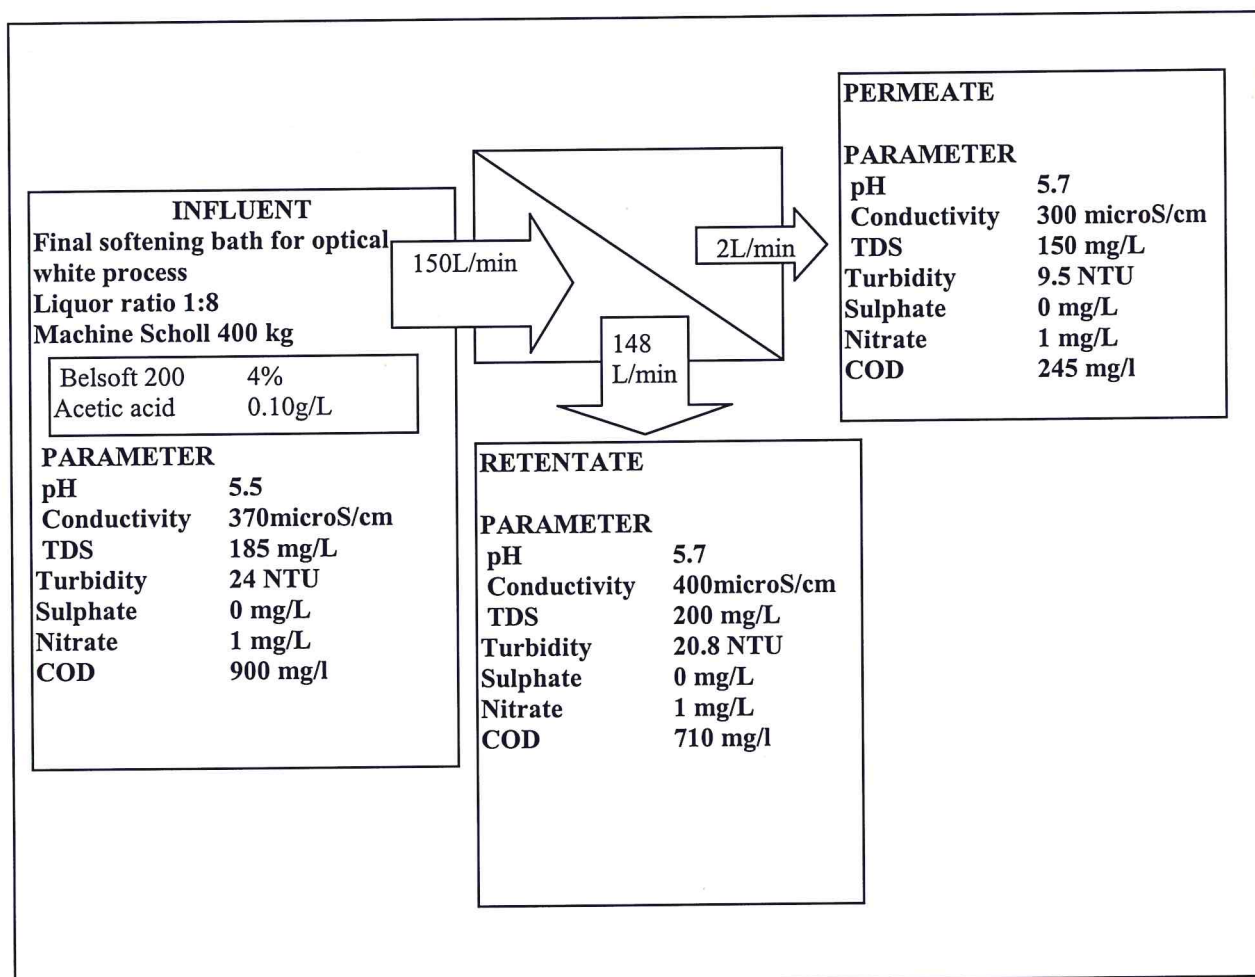 INFLUENT
Final softening bath for optical
white process
Liquor ratio 1:8
Machine Scholl 400 kg
Belsoft 200 4%
Acetic acid 0.10g/L
PARAMETER
pH 5.5
Conductivity 370microS/cm
TDS 185 mg/L
Turbidity 24 NTU
Sulphate 0 mg/L
Nitrate 1 mg/L
COD 900 mg/l
150L/min
2L/min
148
L/min
PERMEATE
PARAMETER
pH 5.7
Conductivity 300 microS/cm
TDS 150 mg/L
Turbidity 9.5 NTU
Sulphate 0 mg/L
Nitrate 1 mg/L
COD 245 mg/l
RETENTATE
PARAMETER
pH 5.7
Conductivity 400microS/cm
TDS 200 mg/L
Turbidity 20.8 NTU
Sulphate 0 mg/L
Nitrate 1 mg/L
COD 710 mg/l